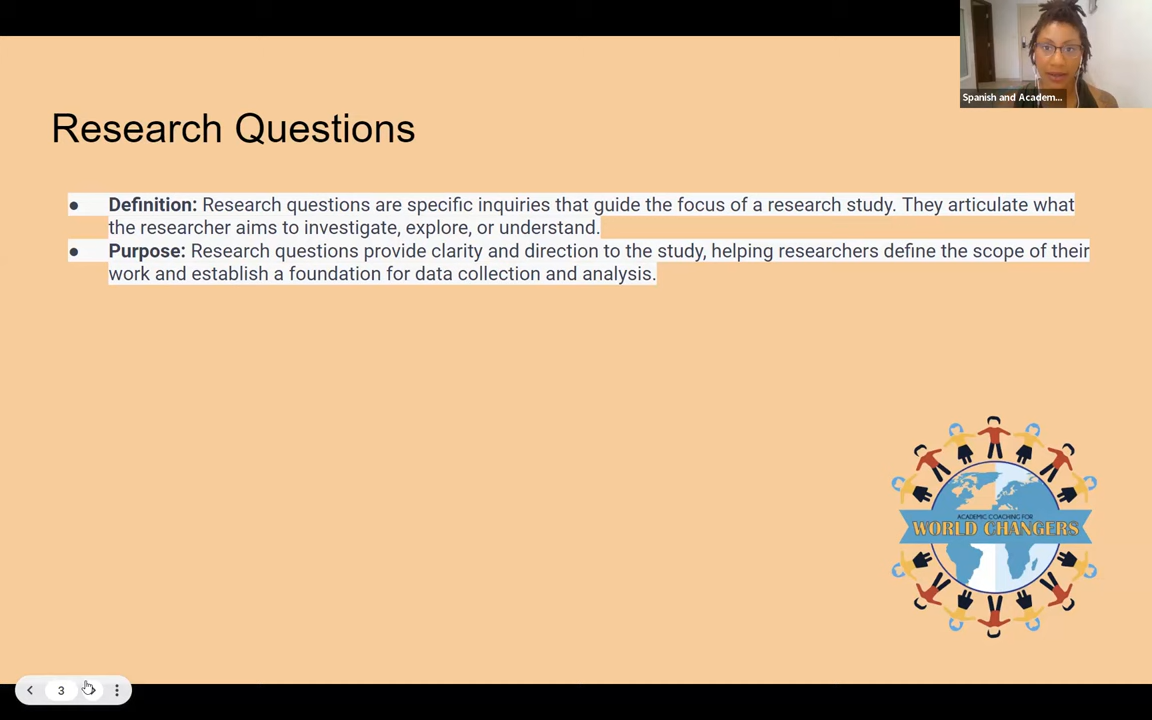 Spanish and Academ...
Research Questions
● Definition: Research questions are specific inquiries that guide the focus of a research study. They articulate what
the researcher aims to investigate, explore, or understand.
● Purpose: Research questions provide clarity and direction to the study, helping researchers define the scope of their
work and establish a foundation for data collection and analysis.
ACADEMIC COACHING FOR
WORLD CHANGERS
3